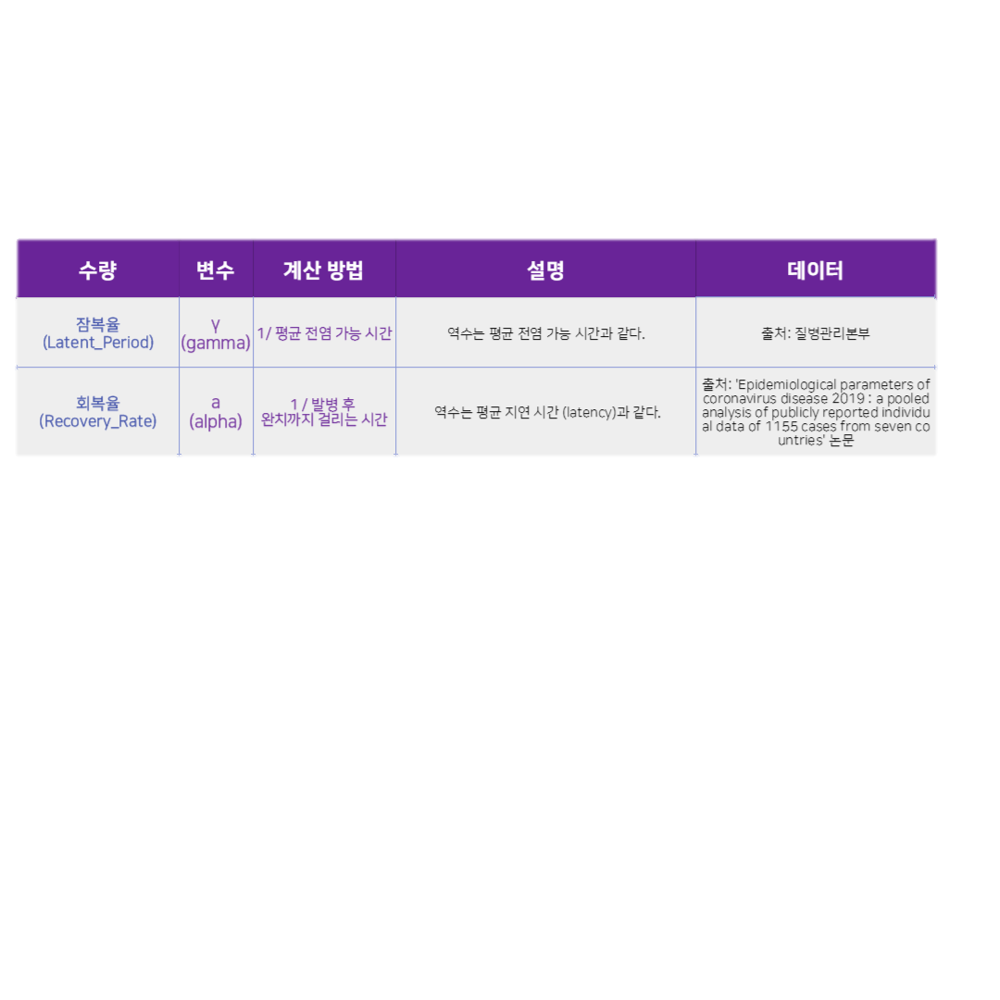 수량
변수
계산 방법
설명
데이터
잠복율
(Latent_Period)
γ
(gamma)
1/ 평균 전염 가능 시간
역수는 평균 전염 가능 시간과 같다.
출처: 질병관리본부
회복율
(Recovery_Rate)
a
(alpha)
1 / 발병 후
완치까지 걸리는 시간
역수는 평균 지연 시간 (latency)과 같다.
출처: 'Epidemiological parameters of
coronavirus disease 2019 : a pooled
analysis of publicly reported individu
al data of 1155 cases from seven co
untries' 논문